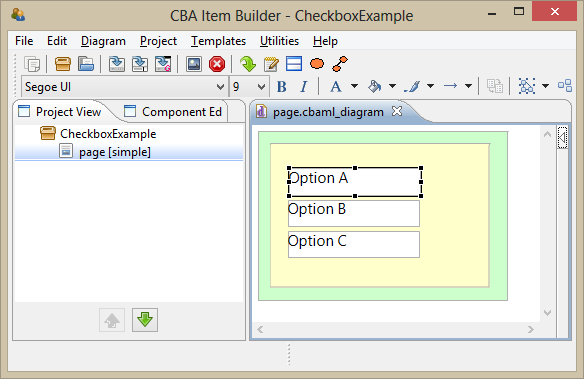 CBA Item Builder - CheckboxExample
File Edit Diagram Project Templates Utilities Help
Segoe UI 9 B I A
Project View Component Ed page.cbaml_diagram
CheckboxExample
page [simple]
Option A
Option B
Option C